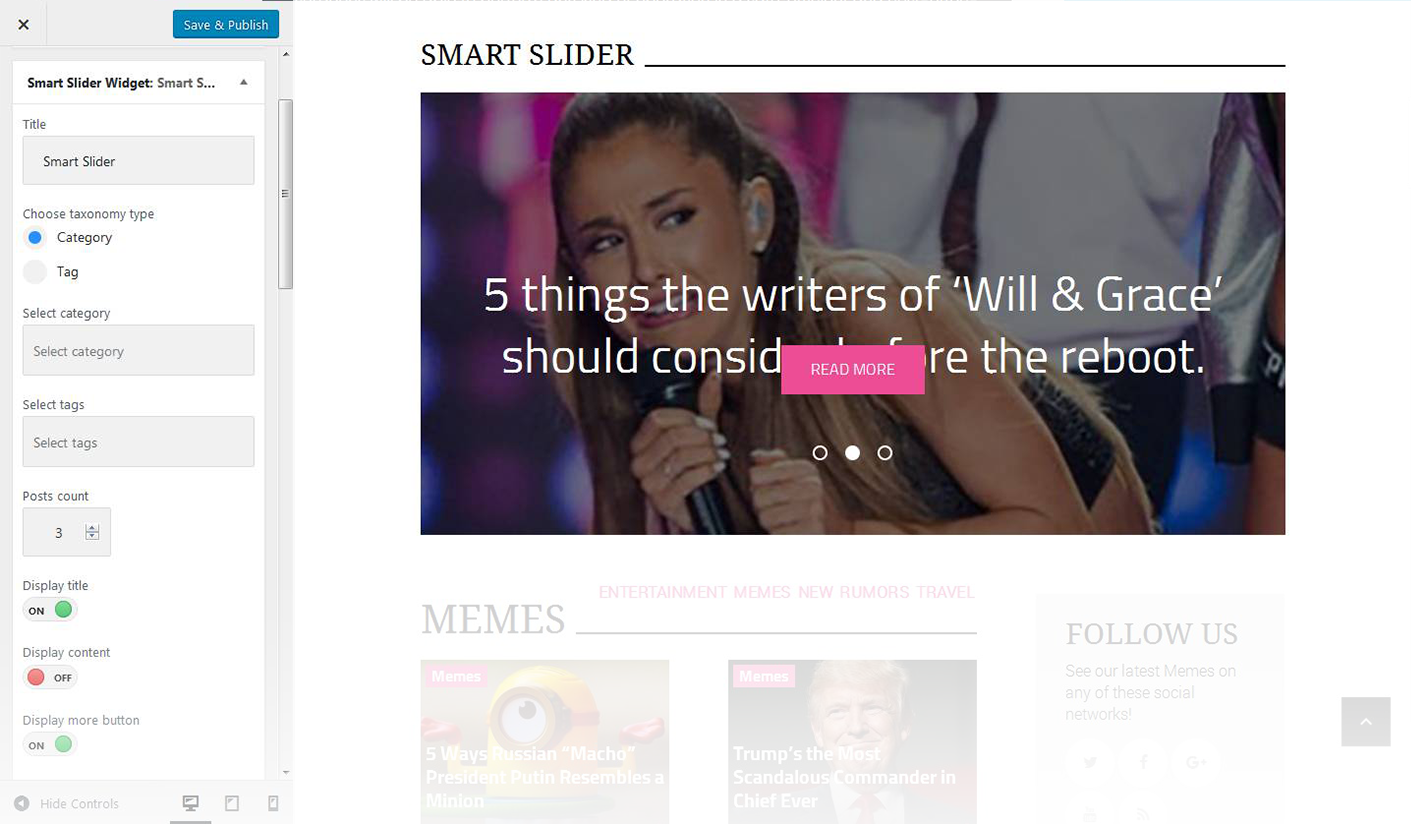 Save & Publish
Smart Slider Widget: Smart S...
Title
Smart Slider
Choose taxonomy type
Category
Tag
Select category
Select category
Select tags
Select tags
Posts count
3
Display title
ON
Display content
OFF
Display more button
ON
Hide Controls
SMART SLIDER
5 things the writers of ‘Will & Grace’
should consid fore the reboot.
READ MORE
ENTERTAINMENT MEMES NEW RUMORS TRAVEL
MEMES
Memes
5 Ways Russian “Macho”
President Putin Resembles a
Minion
Memes
Trump’s the Most
Scandalous Commander in
Chief Ever
FOLLOW US
See our latest Memes on
any of these social
networks!